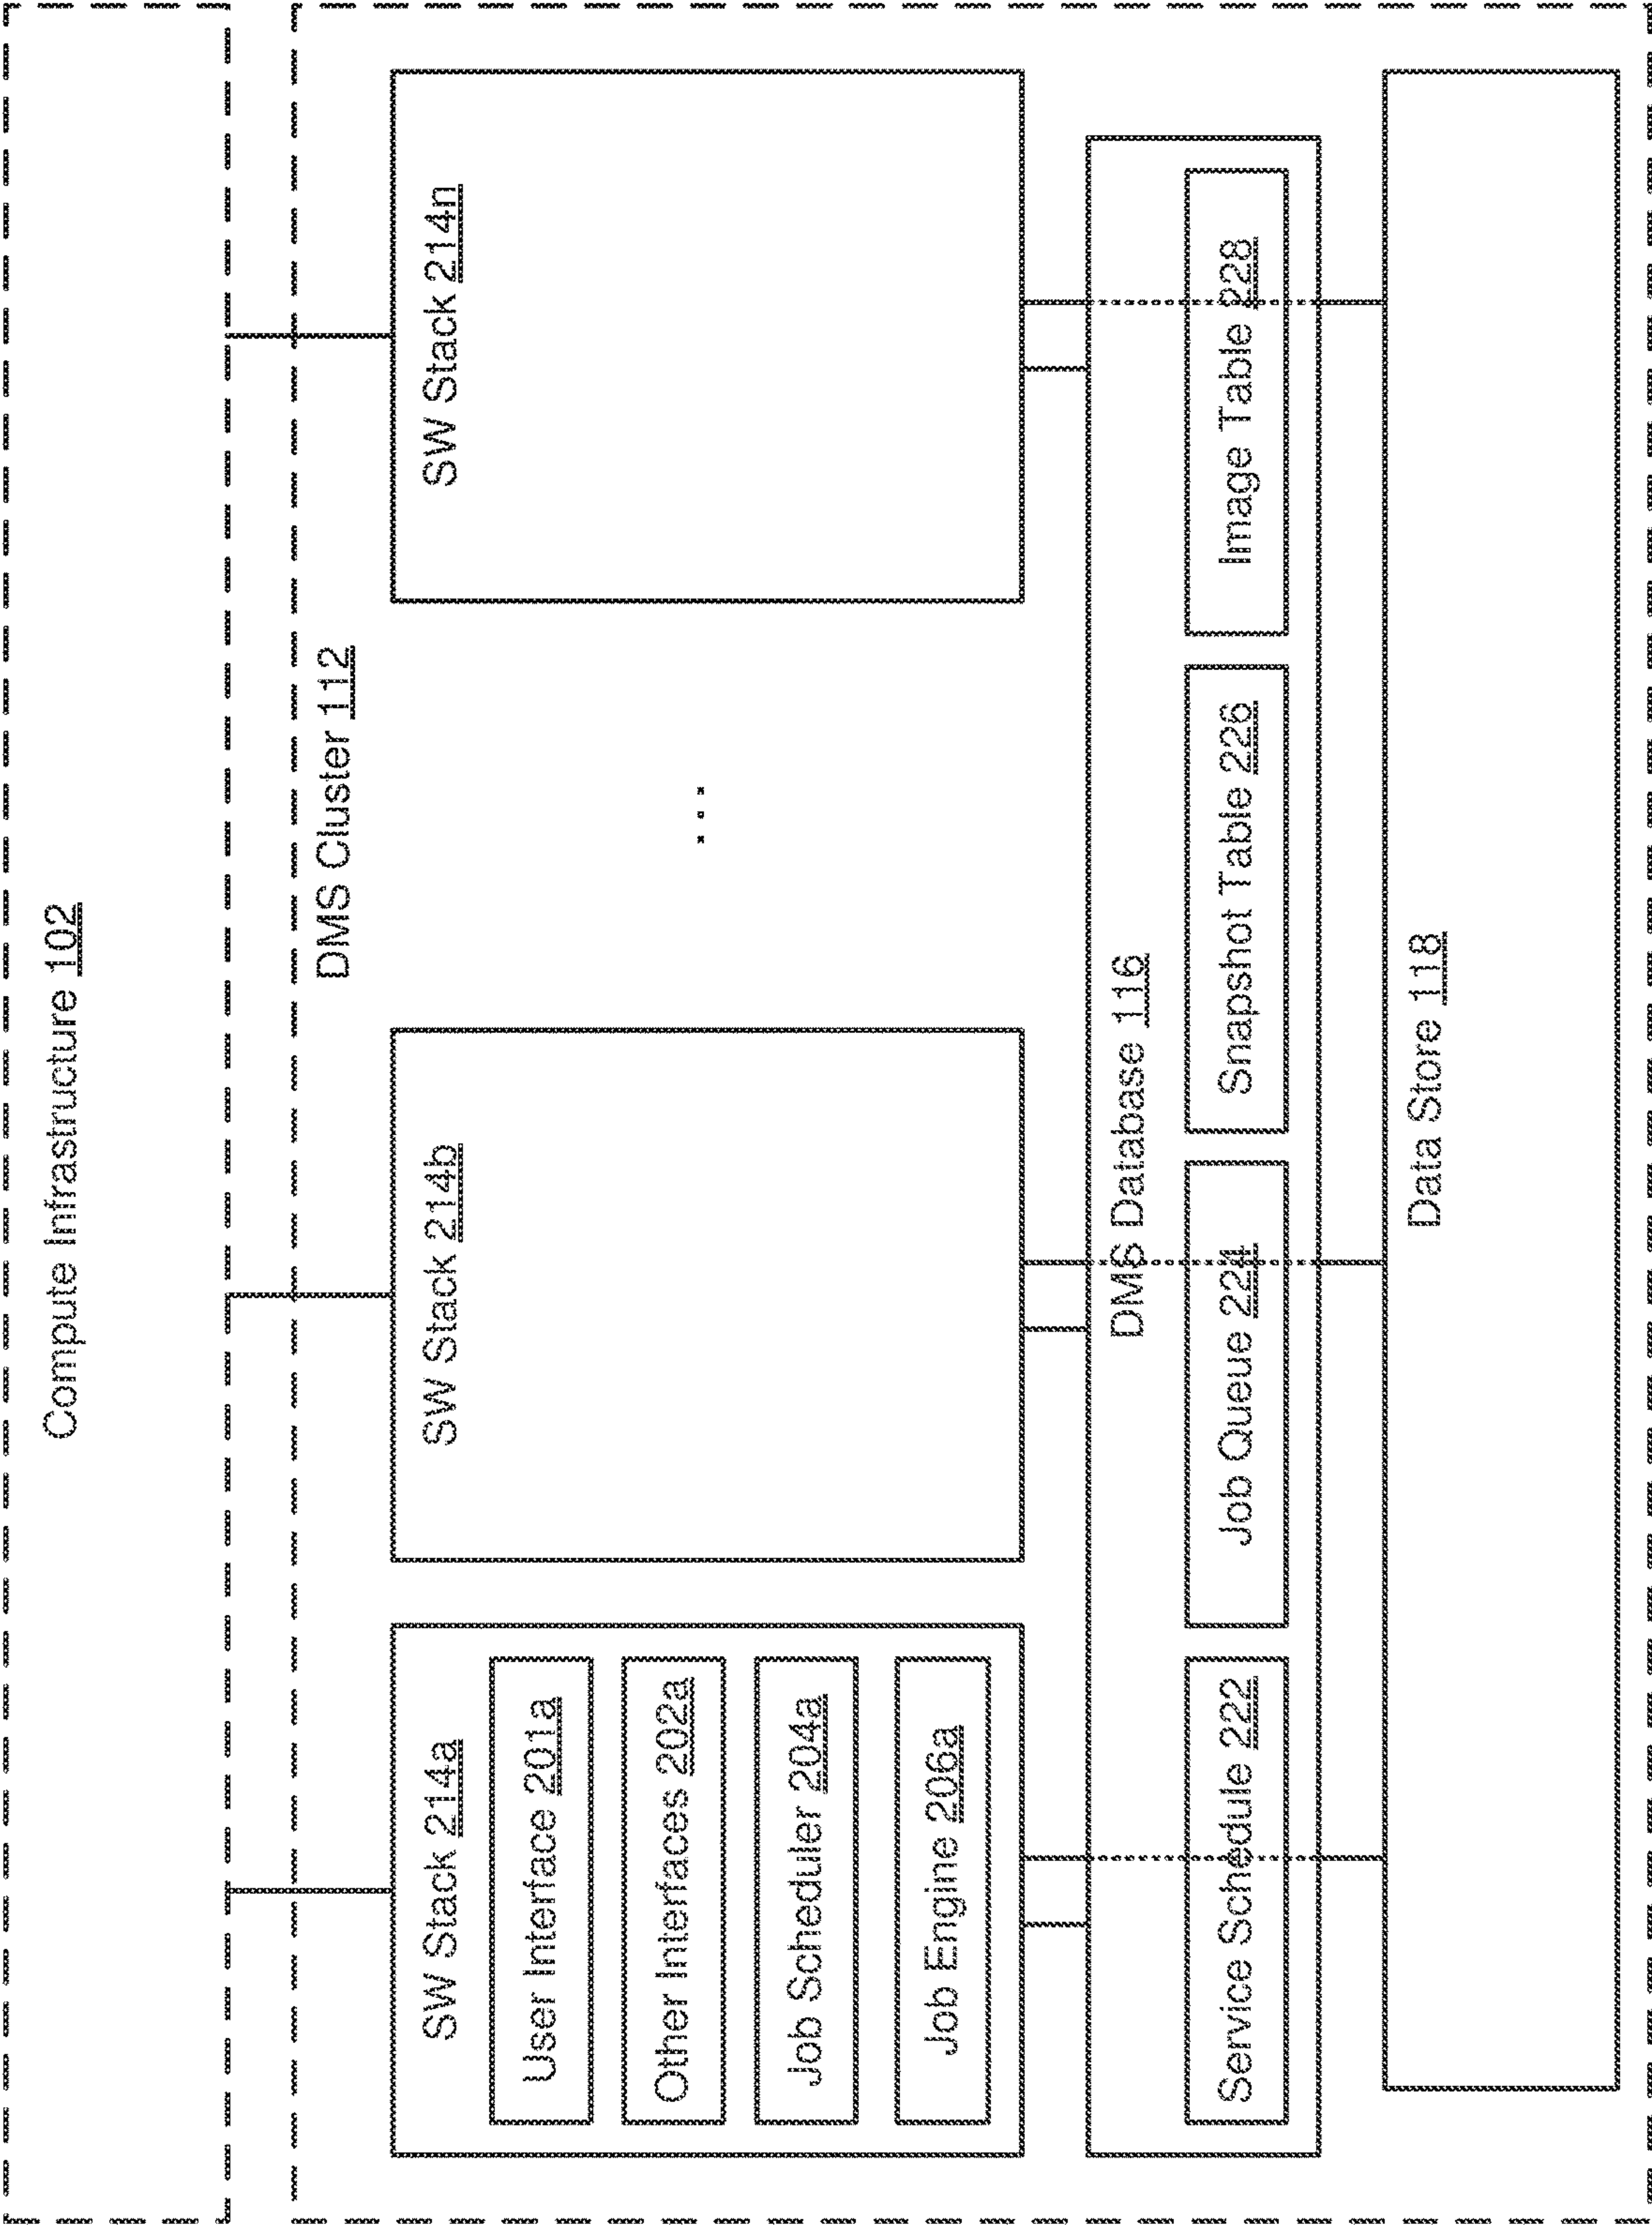 Compute Infrastructure 102
DMS Cluster 112
SW Stack 214a
User Interface 201a
Other Interfaces 202a
Job Scheduler 204a
Job Engine 206a
SW Stack 214b
...
SW Stack 214n
DMS Database 116
Service Schedule 222
Job Queue 224
Snapshot Table 226
Image Table 228
Data Store 118